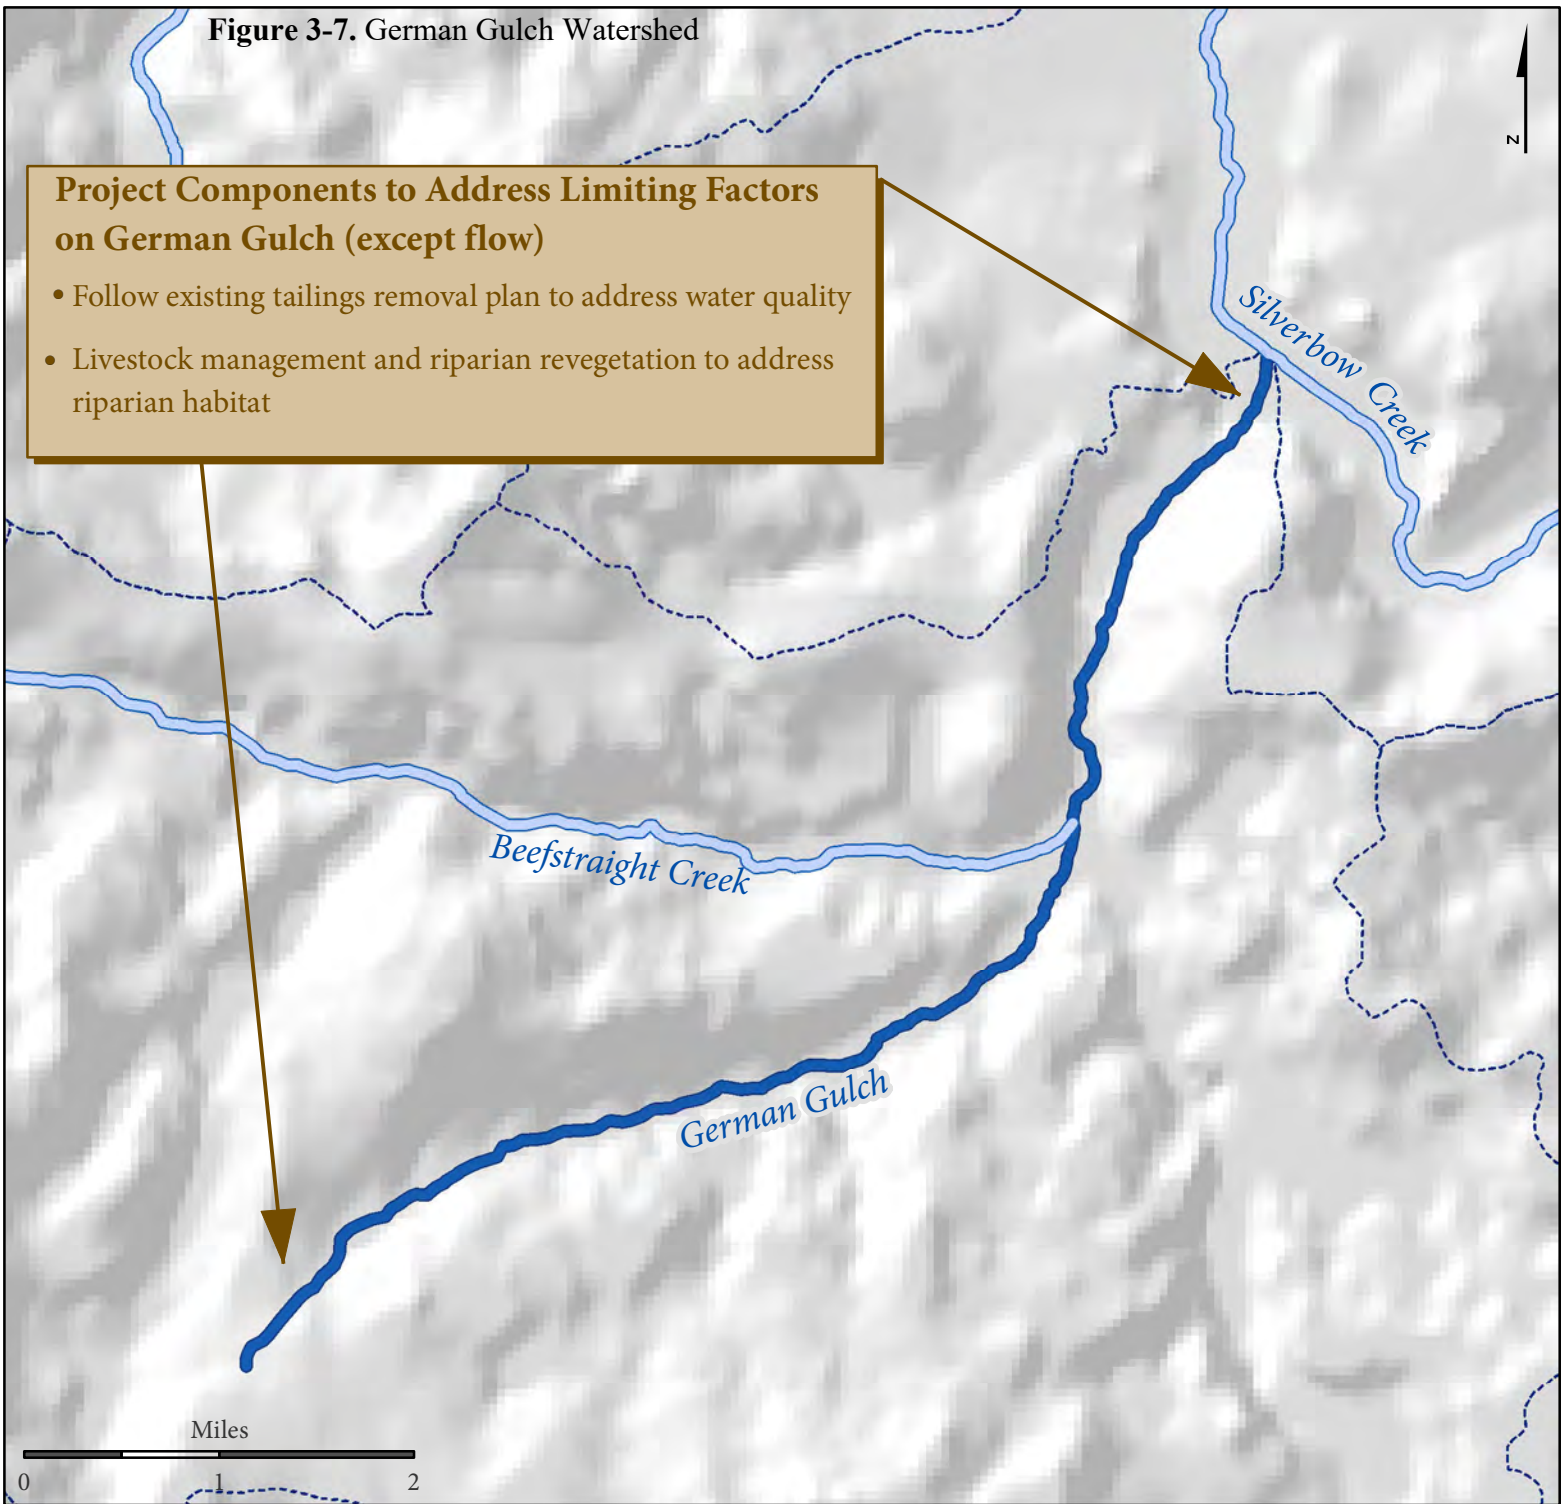 Figure 3-7. German Gulch Watershed
N
Project Components to Address Limiting Factors
on German Gulch (except flow)
• Follow existing tailings removal plan to address water quality
• Livestock management and riparian revegetation to address
riparian habitat
Silverbow Creek
Beefstraight Creek
German Gulch
Miles
0 1 2